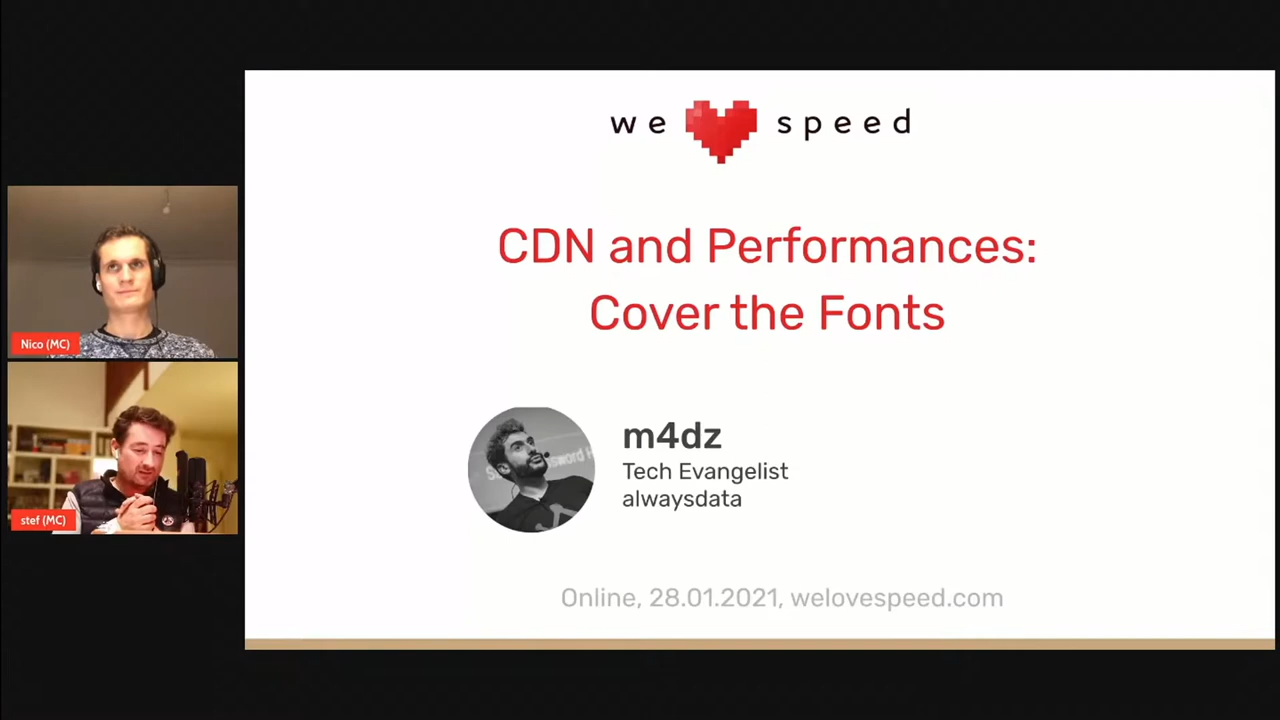 we speed
CDN and Performances:
Cover the Fonts
m4dz
Tech Evangelist
alwaysdata
Online, 28.01.2021, welovespeed.com
Nico (MC)
stef (MC)